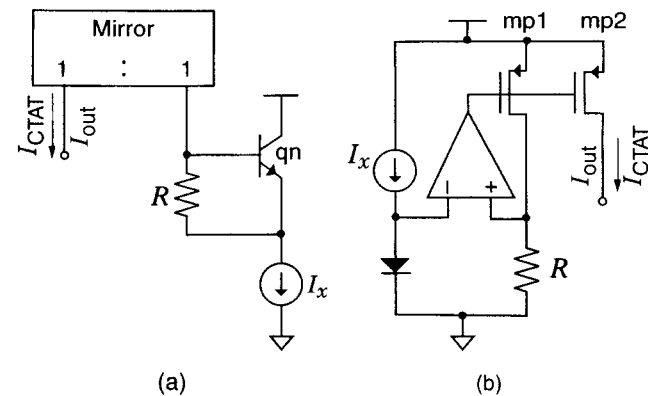 Mirror
1 : 1
I_CTAT
I_out
qn
R
I_x
(a)
mp1 mp2
I_x
− +
I_out
I_CTAT
R
(b)